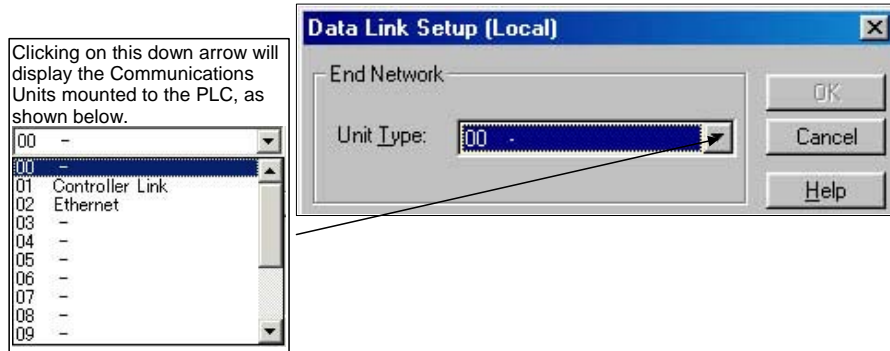 Clicking on this down arrow will
display the Communications
Units mounted to the PLC, as
shown below.
00 -
00 -
01 Controller Link
02 Ethernet
03 -
04 -
05 -
06 -
07 -
08 -
09 -
Data Link Setup (Local)
End Network
Unit Type: 00 -
OK
Cancel
Help